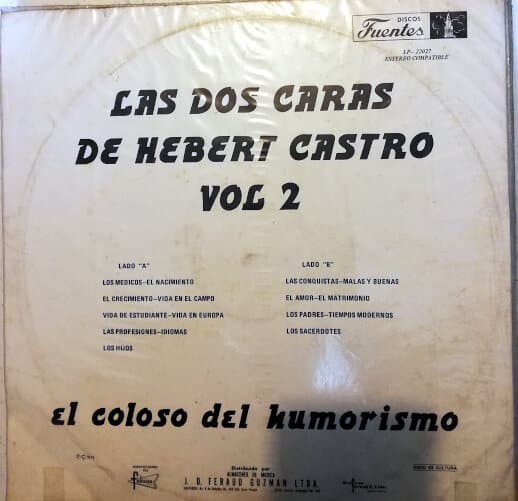 DISCOS
Fuentes
LP- 22027
ESTEREO COMPATIBLE
LAS DOS CARAS
DE HEBERT CASTRO
VOL 2
LADO "A"
LOS MEDICOS-EL NACIMIENTO
EL CRECIMIENTO-VIDA EN EL CAMPO
VIDA DE ESTUDIANTE-VIDA EN EUROPA
LAS PROFESIONES-IDIOMAS
LOS HIJOS
LADO "B"
LAS CONQUISTAS-MALAS Y BUENAS
EL AMOR-EL MATRIMONIO
LOS PADRES-TIEMPOS MODERNOS
LOS SACERDOTES
el coloso del humorismo
Distribuido por
ALMACENES DE MUSICA
J. D. FERAUD GUZMAN LTDA.